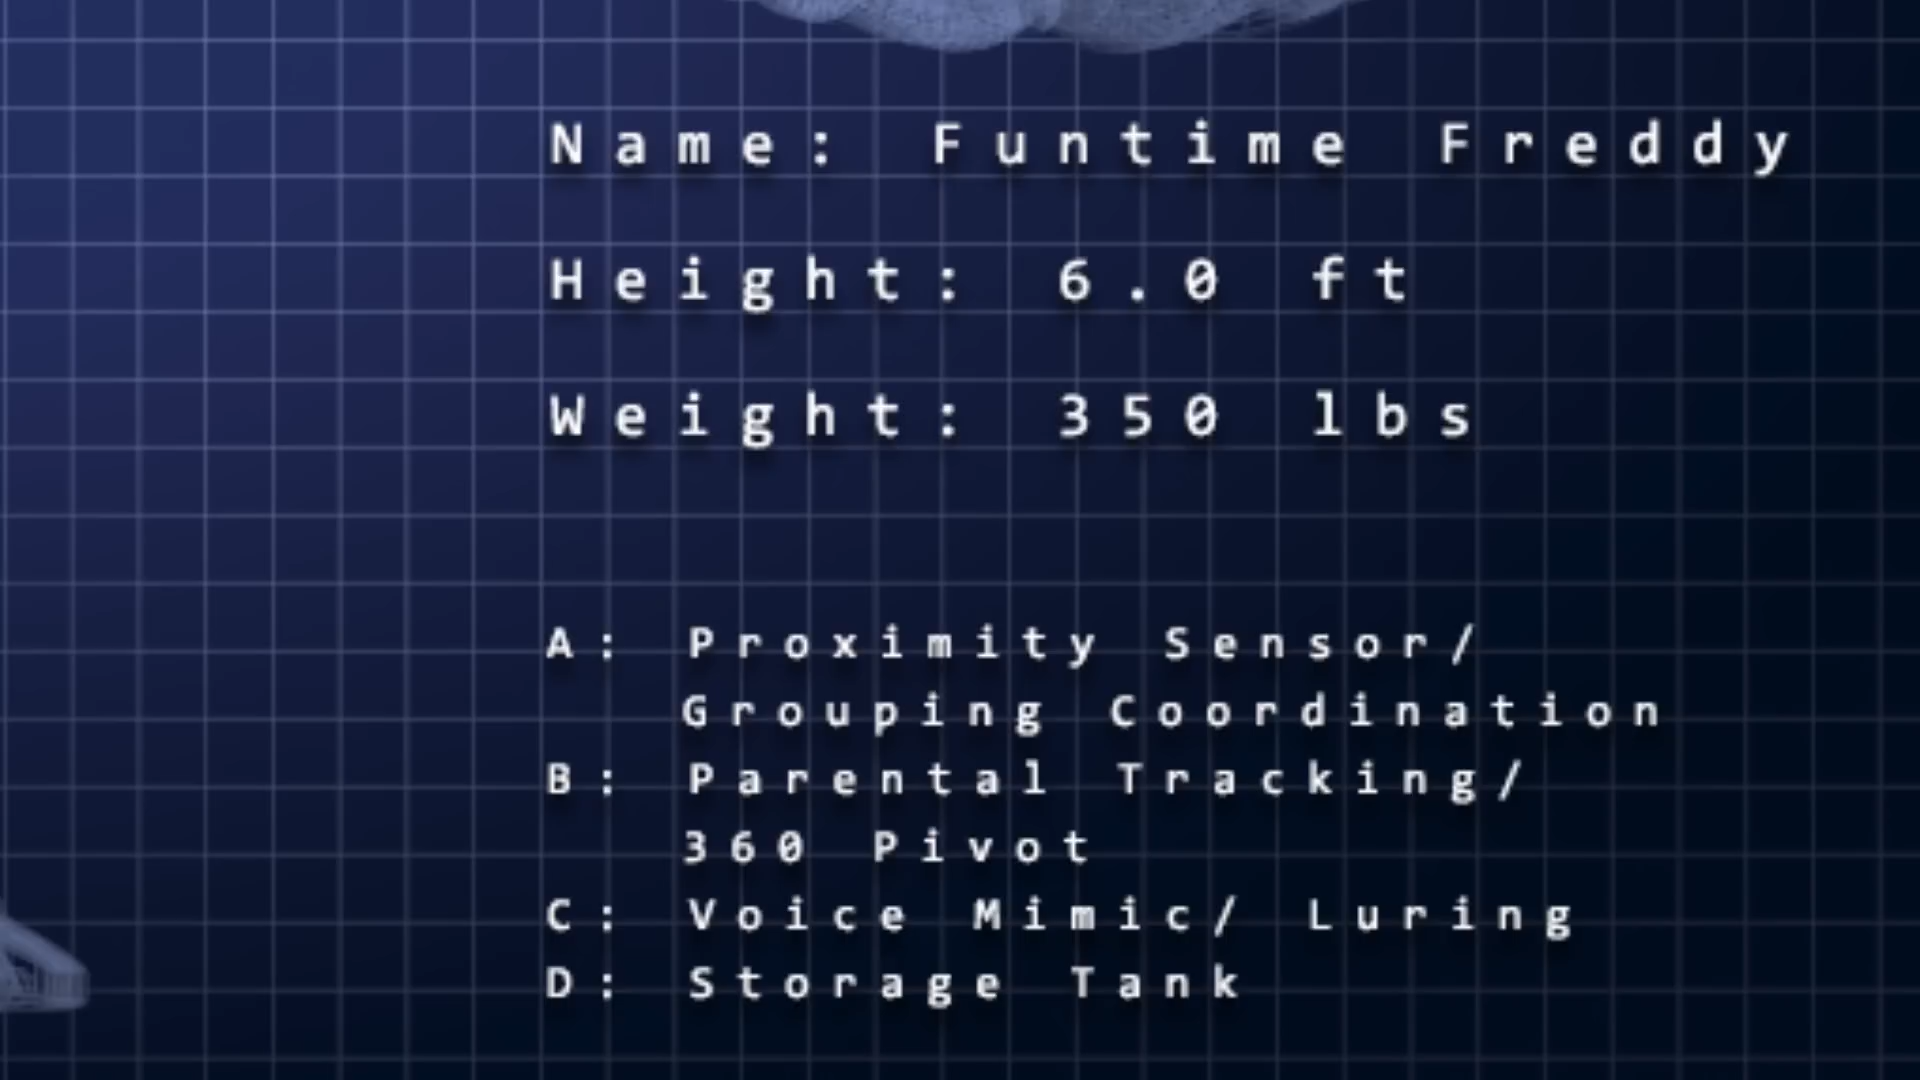 Name: Funtime Freddy
Height: 6.0 ft
Weight: 350 lbs
A: Proximity Sensor/
Grouping Coordination
B: Parental Tracking/
360 Pivot
C: Voice Mimic/ Luring
D: Storage Tank